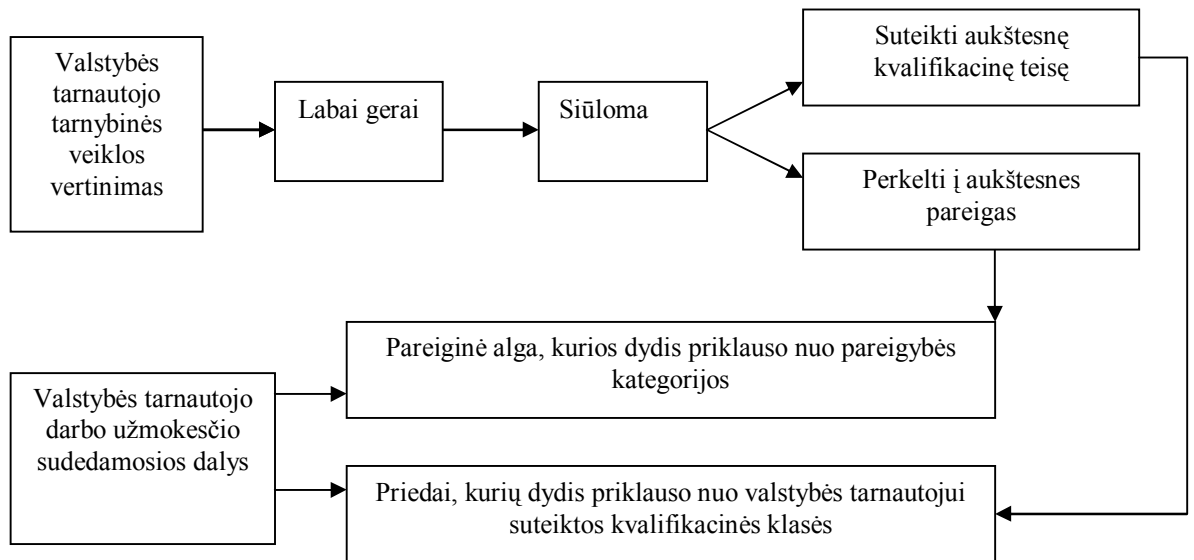 Valstybės
tarnautojo
tarnybinės
veiklos
vertinimas
Labai gerai
Siūloma
Suteikti aukštesnę
kvalifikacinę teisę
Perkelti į aukštesnes
pareigas
Pareiginė alga, kurios dydis priklauso nuo pareigybės
kategorijos
Valstybės tarnautojo
darbo užmokesčio
sudedamosios dalys
Priedai, kurių dydis priklauso nuo valstybės tarnautojui
suteiktos kvalifikacinės klasės